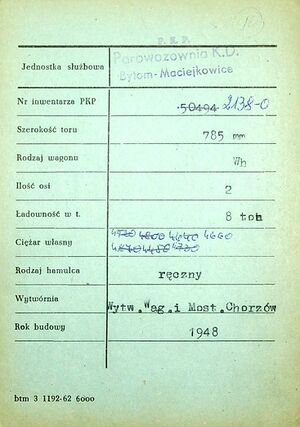 P. K. P.
Jednostka służbowa Parowozownia K.D.
Bytom-Maciejkowice
Nr inwentarza PKP 50494 2138-0
Szerokość toru 785 mm
Rodzaj wagonu Wh
Ilość osi 2
Ładowność w t. 8 ton
Ciężar własny 4640 4660
Rodzaj hamulca ręczny
Wytwórnia Wytw.Wag.i Most.Chorzów
Rok budowy 1948
btm 3 1192-62 6000